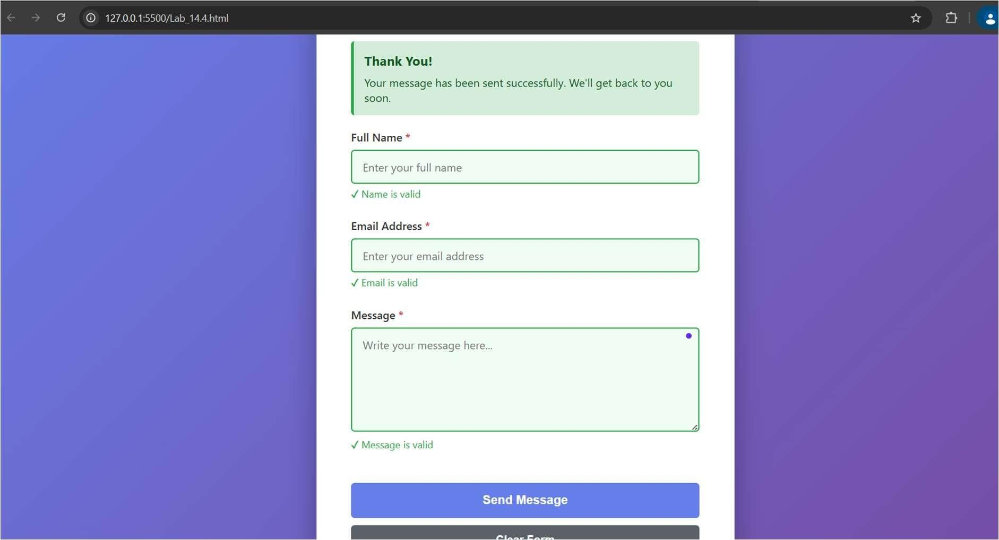 127.0.0.1:5500/Lab_14.4.html
Thank You!
Your message has been sent successfully. We'll get back to you
soon.
Full Name *
Enter your full name
✓ Name is valid
Email Address *
Enter your email address
✓ Email is valid
Message *
Write your message here...
✓ Message is valid
Send Message
Clear Form